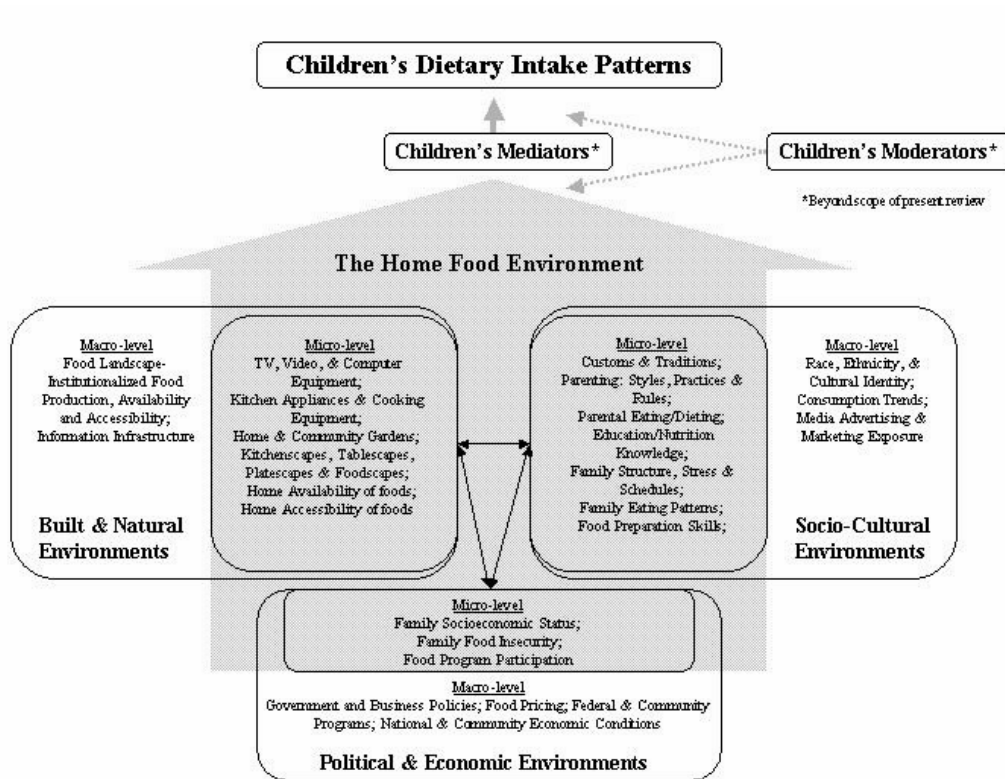 Children's Dietary Intake Patterns
Children's Mediators*
Children's Moderators*
*Beyond scope of present review
The Home Food Environment
Macro-level
Food Landscape-
Institutionalized Food
Production, Availability
and Accessibility;
Information Infrastructure
Built & Natural
Environments
Micro-level
TV, Video, & Computer
Equipment;
Kitchen Appliances & Cooking
Equipment;
Home & Community Gardens;
Kitchenscapes, Tablescapes,
Platescapes & Foodscapes;
Home Availability of foods;
Home Accessibility of foods
Micro-level
Customs & Traditions;
Parenting: Styles, Practices &
Rules;
Parental Eating/Dieting;
Education/Nutrition
Knowledge;
Family Structure, Stress &
Schedules;
Family Eating Patterns;
Food Preparation Skills;
Macro-level
Race, Ethnicity, &
Cultural Identity;
Consumption Trends;
Media Advertising &
Marketing Exposure
Socio-Cultural
Environments
Micro-level
Family Socioeconomic Status;
Family Food Insecurity;
Food Program Participation
Macro-level
Government and Business Policies; Food Pricing; Federal & Community
Programs; National & Community Economic Conditions
Political & Economic Environments